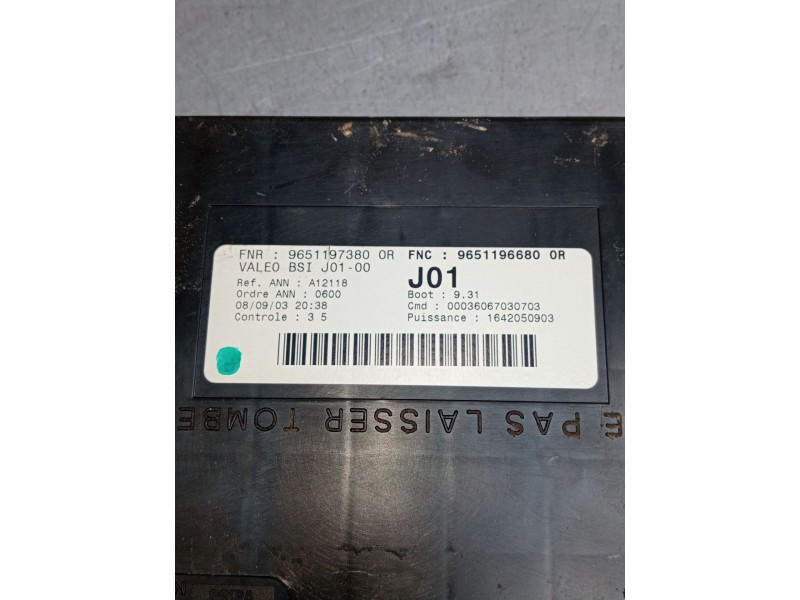 FNR : 9651197380 OR FNC : 9651196680 OR
VALEO BSI J01-00
J01
Ref. ANN : A12118
Ordre ANN : 0600
Boot : 9.31
08/09/03 20:38
Cmd : 00036067030703
Controle : 3 5
Puissance : 1642050903
E PAS LAISSER TOMBE